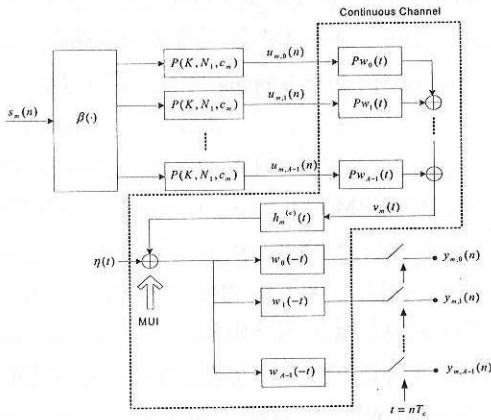 Continuous Channel
s_m(n)
β(·)
P(K, N_1, c_m)
u_{m,0}(n)
Pw_0(t)
P(K, N_1, c_m)
u_{m,1}(n)
Pw_1(t)
P(K, N_1, c_m)
u_{m,A-1}(n)
Pw_{A-1}(t)
v_m(t)
h_m^{(c)}(t)
η(t)
MUI
w_0(-t)
y_{m,0}(n)
w_1(-t)
y_{m,1}(n)
w_{A-1}(-t)
y_{m,A-1}(n)
t = nT_c